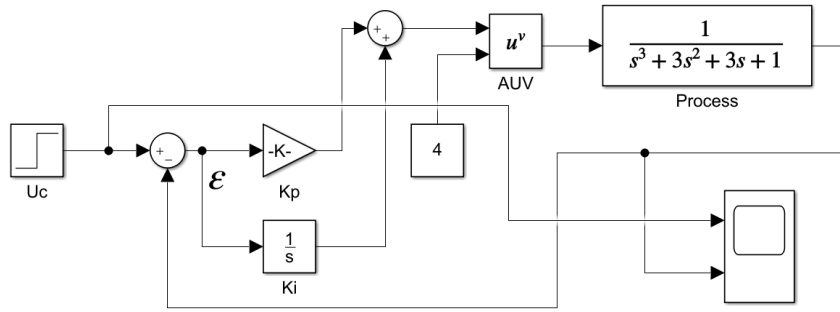 +
+
u^v
AUV
1
s^3 + 3s^2 + 3s + 1
Process
Uc
+
−
ε
-K-
Kp
4
1
s
Ki